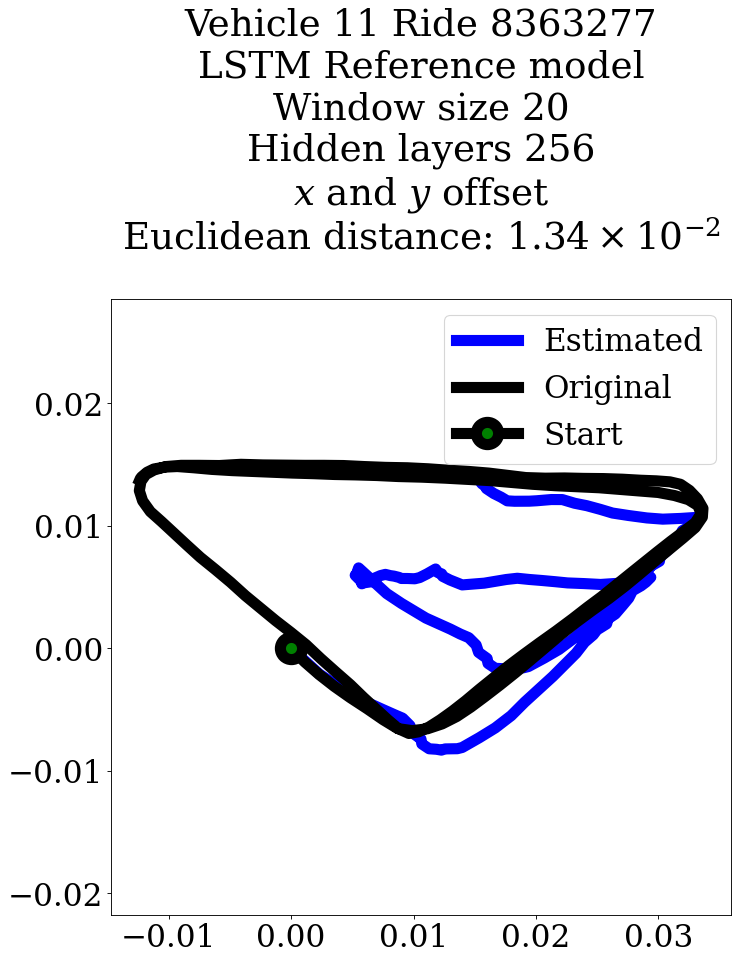 Vehicle 11 Ride 8363277
LSTM Reference model
Window size 20
Hidden layers 256
x and y offset
Euclidean distance: 1.34 × 10⁻²
Estimated
Original
Start
0.02
0.01
0.00
−0.01
−0.02
−0.01 0.00 0.01 0.02 0.03